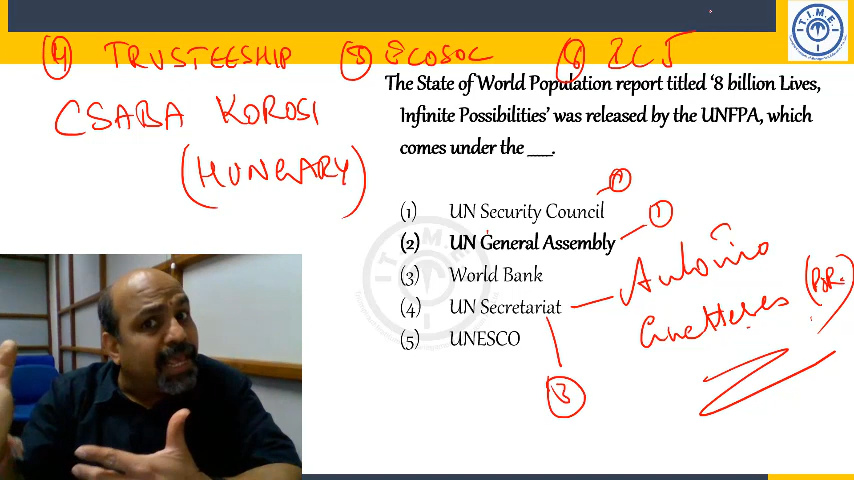 T.I.M.E.
(4) TRUSTEESHIP (5) ECOSOC (6) ICJ
CSABA KOROSI
(HUNGARY)
The State of World Population report titled ‘8 billion Lives,
Infinite Possibilities’ was released by the UNFPA, which
comes under the ___.
(1) UN Security Council
(2) UN General Assembly (1)
(3) World Bank
(4) UN Secretariat
(5) UNESCO
Antonio
Gutteres (POR.)
(3)